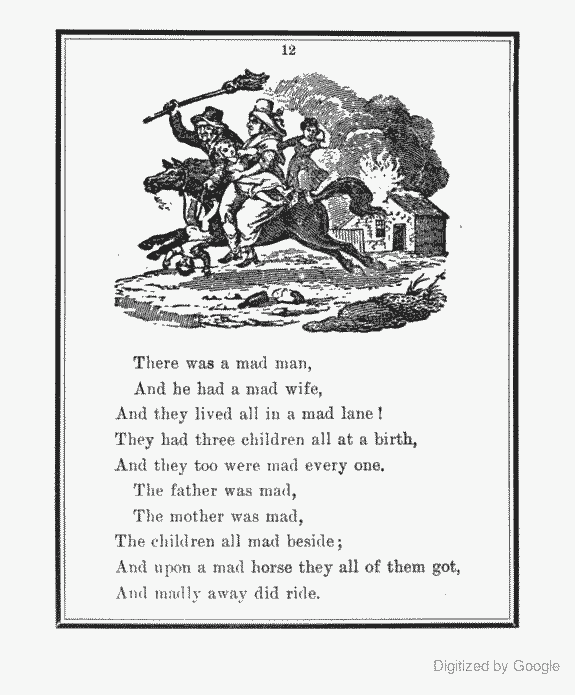 12
There was a mad man,
And he had a mad wife,
And they lived all in a mad lane!
They had three children all at a birth,
And they too were mad every one.
The father was mad,
The mother was mad,
The children all mad beside;
And upon a mad horse they all of them got,
And madly away did ride.
Digitized by Google